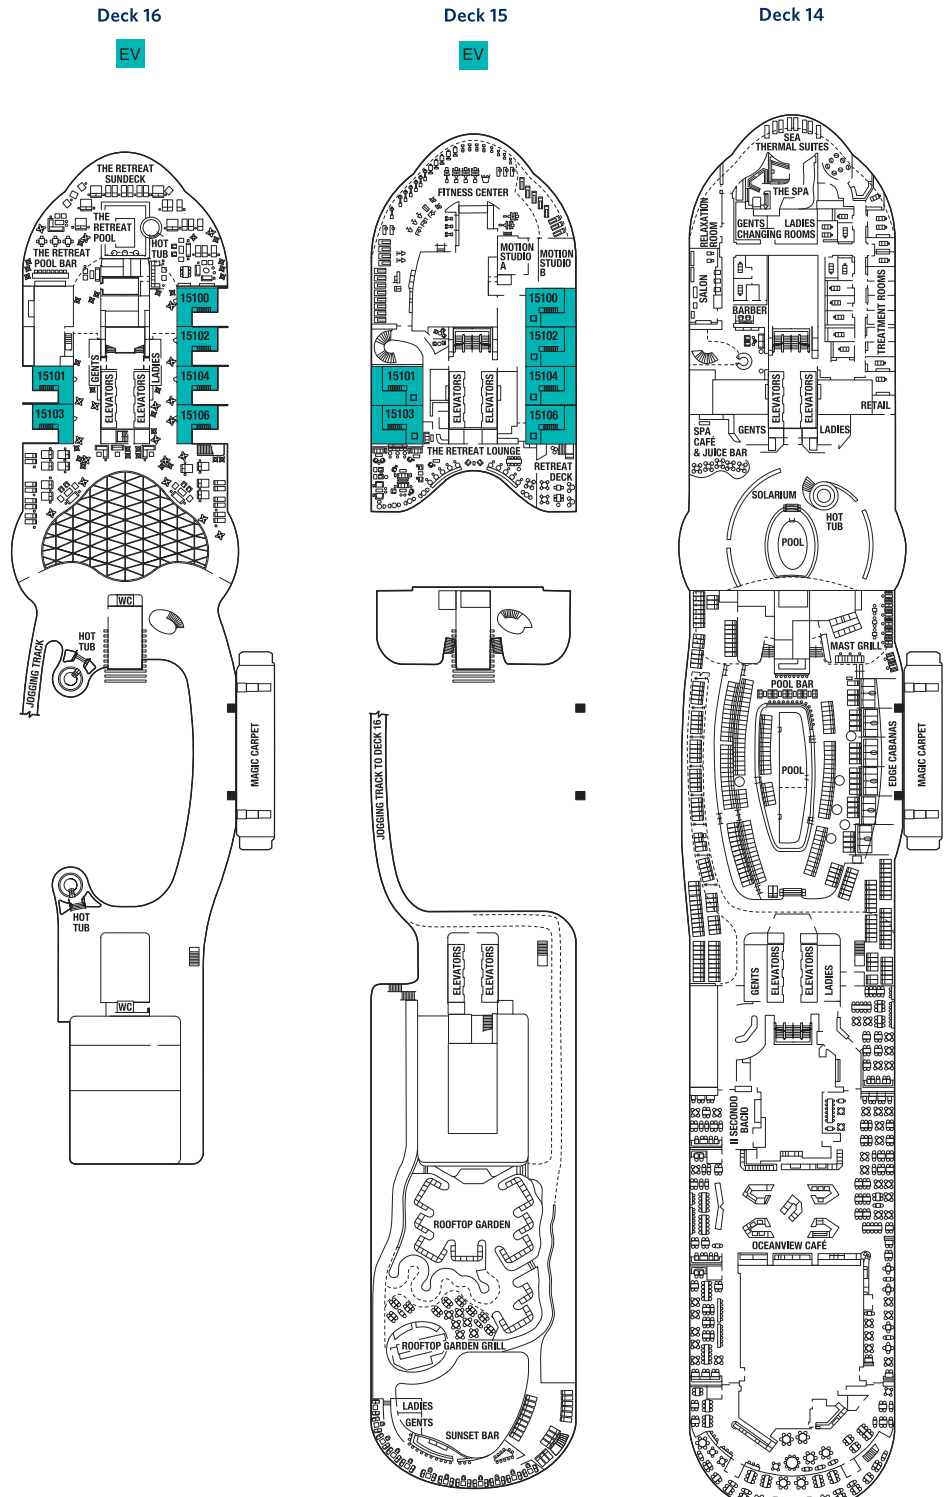 Deck 16
EV
THE RETREAT
SUNDECK
THE
RETREAT
POOL
HOT
TUB
THE RETREAT
POOL BAR
15100
15102
15101
15104
15103
15106
GENTS
LADIES
ELEVATORS
ELEVATORS
WC
HOT
TUB
JOGGING TRACK
MAGIC CARPET
HOT
TUB
WC
Deck 15
EV
FITNESS CENTER
MOTION
STUDIO
A
MOTION
STUDIO
B
15100
15102
15101
15104
15103
15106
ELEVATORS
ELEVATORS
THE RETREAT LOUNGE
RETREAT
DECK
JOGGING TRACK TO DECK 16
ELEVATORS
ELEVATORS
ROOFTOP GARDEN
ROOFTOP GARDEN GRILL
LADIES
GENTS
SUNSET BAR
Deck 14
SEA
THERMAL SUITES
THE SPA
RELAXATION
ROOM
GENTS
LADIES
CHANGING ROOMS
SALON
BARBER
TREATMENT ROOMS
ELEVATORS
ELEVATORS
RETAIL
GENTS
LADIES
SPA
CAFÉ
& JUICE BAR
SOLARIUM
HOT
TUB
POOL
MAST GRILL
POOL BAR
POOL
EDGE CABANAS
MAGIC CARPET
GENTS
ELEVATORS
ELEVATORS
LADIES
Il SECONDO
BACIO
OCEANVIEW CAFÉ